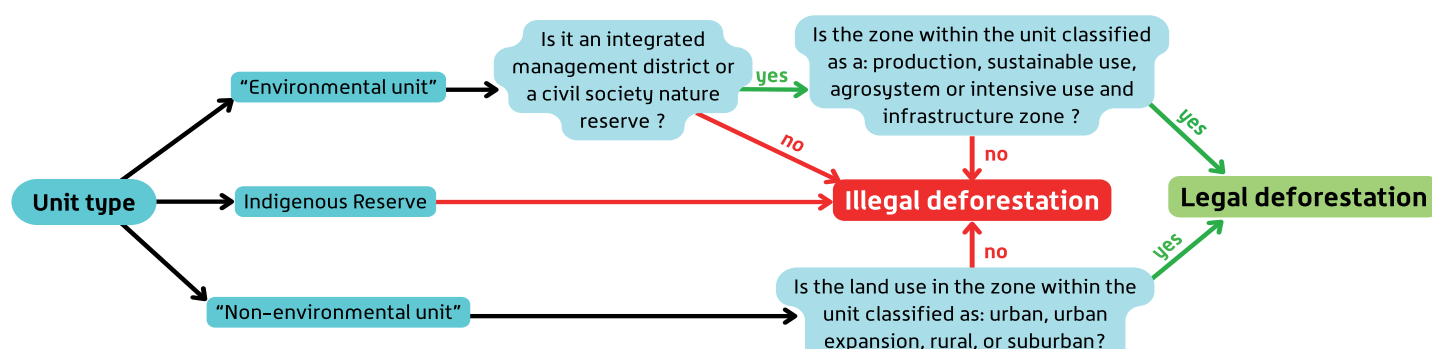 Unit type
“Environmental unit”
Is it an integrated
management district or
a civil society nature
reserve ?
yes
no
Is the zone within the unit classified
as a: production, sustainable use,
agrosystem or intensive use and
infrastructure zone ?
yes
no
Indigenous Reserve
Illegal deforestation
Legal deforestation
“Non-environmental unit”
Is the land use in the zone within the
unit classified as: urban, urban
expansion, rural, or suburban?
no
yes